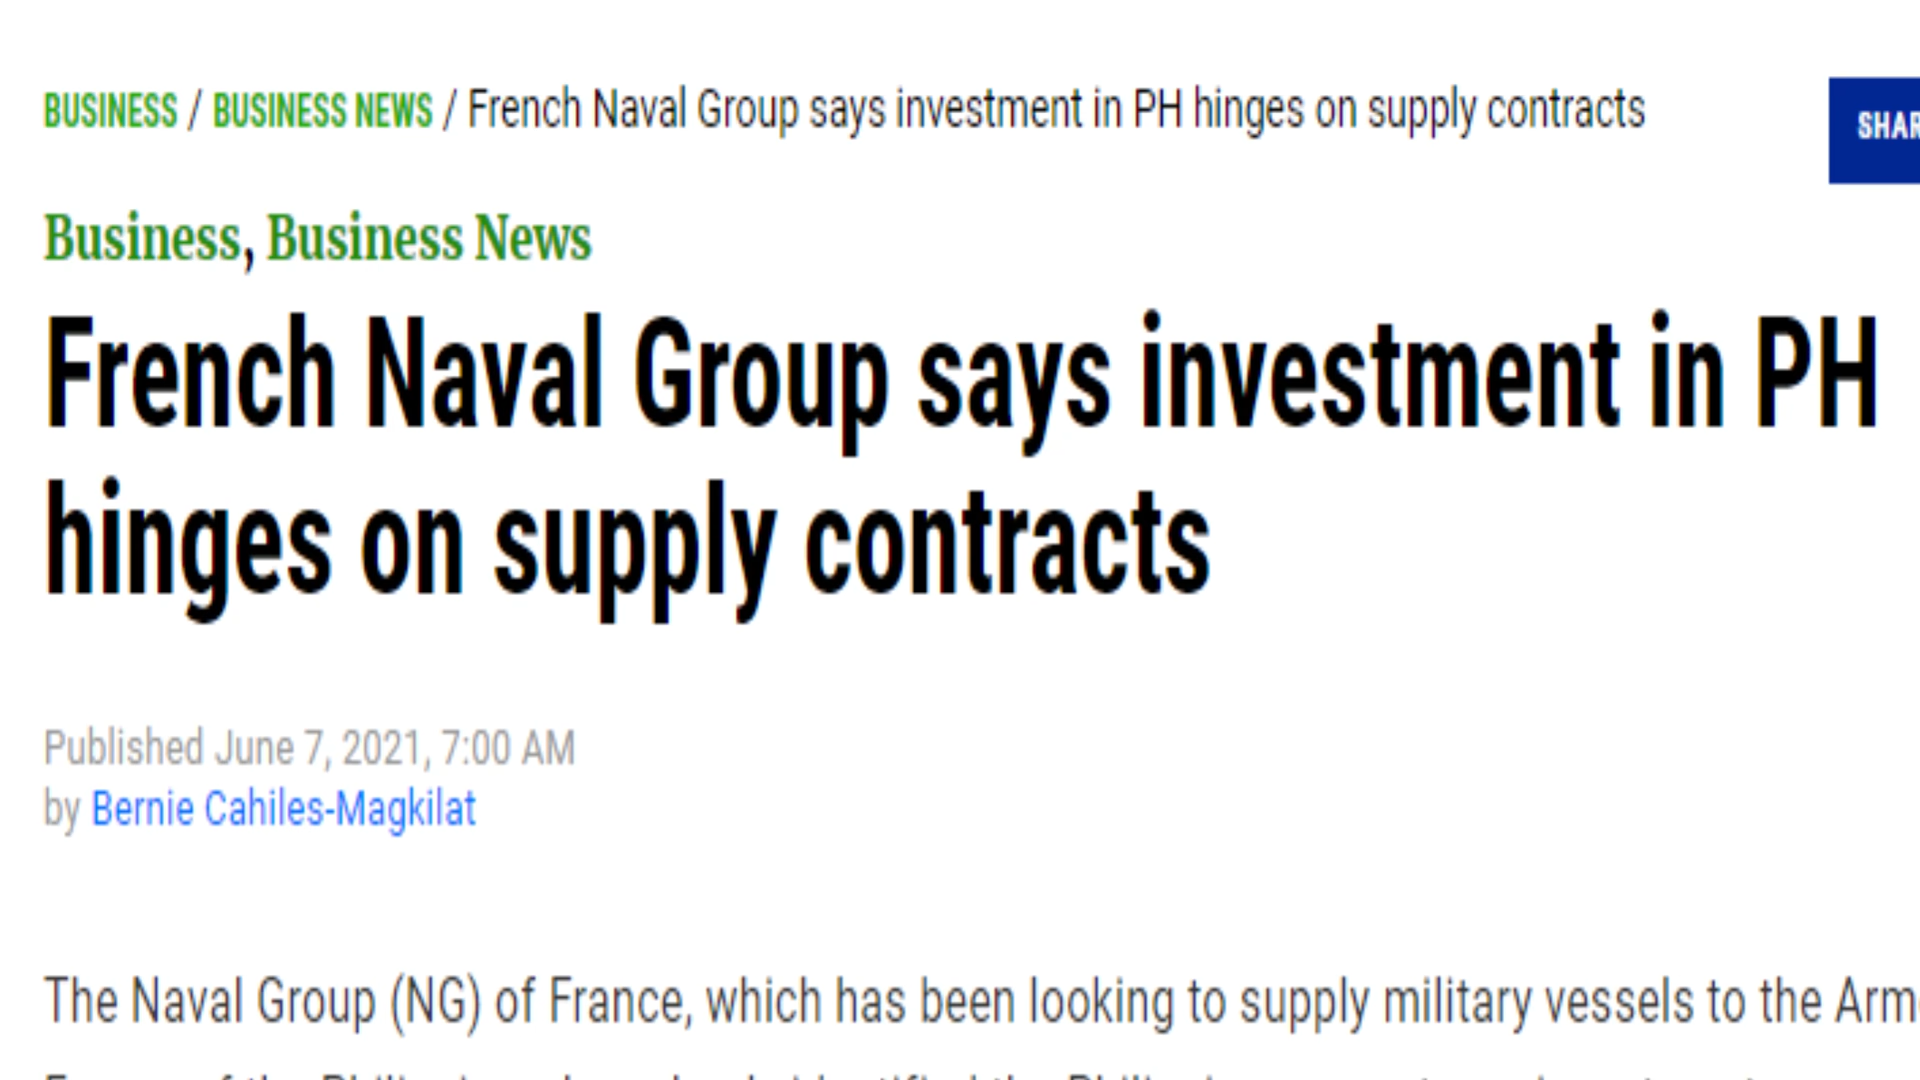 BUSINESS / BUSINESS NEWS / French Naval Group says investment in PH hinges on supply contracts
SHAR
Business, Business News
French Naval Group says investment in PH
hinges on supply contracts
Published June 7, 2021, 7:00 AM
by Bernie Cahiles-Magkilat
The Naval Group (NG) of France, which has been looking to supply military vessels to the Arm